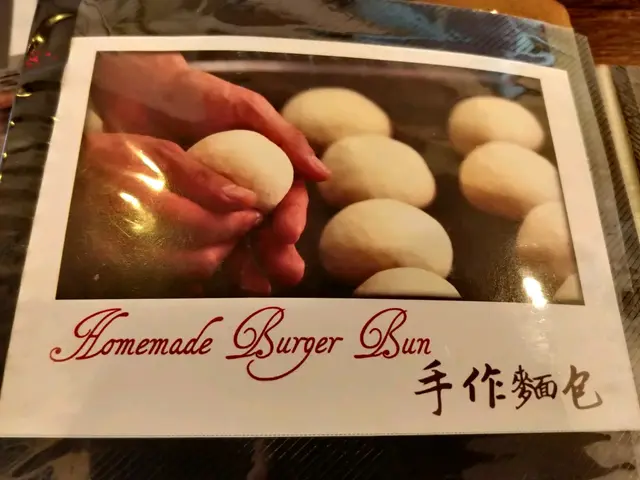 Homemade Burger Bun
手作麵包